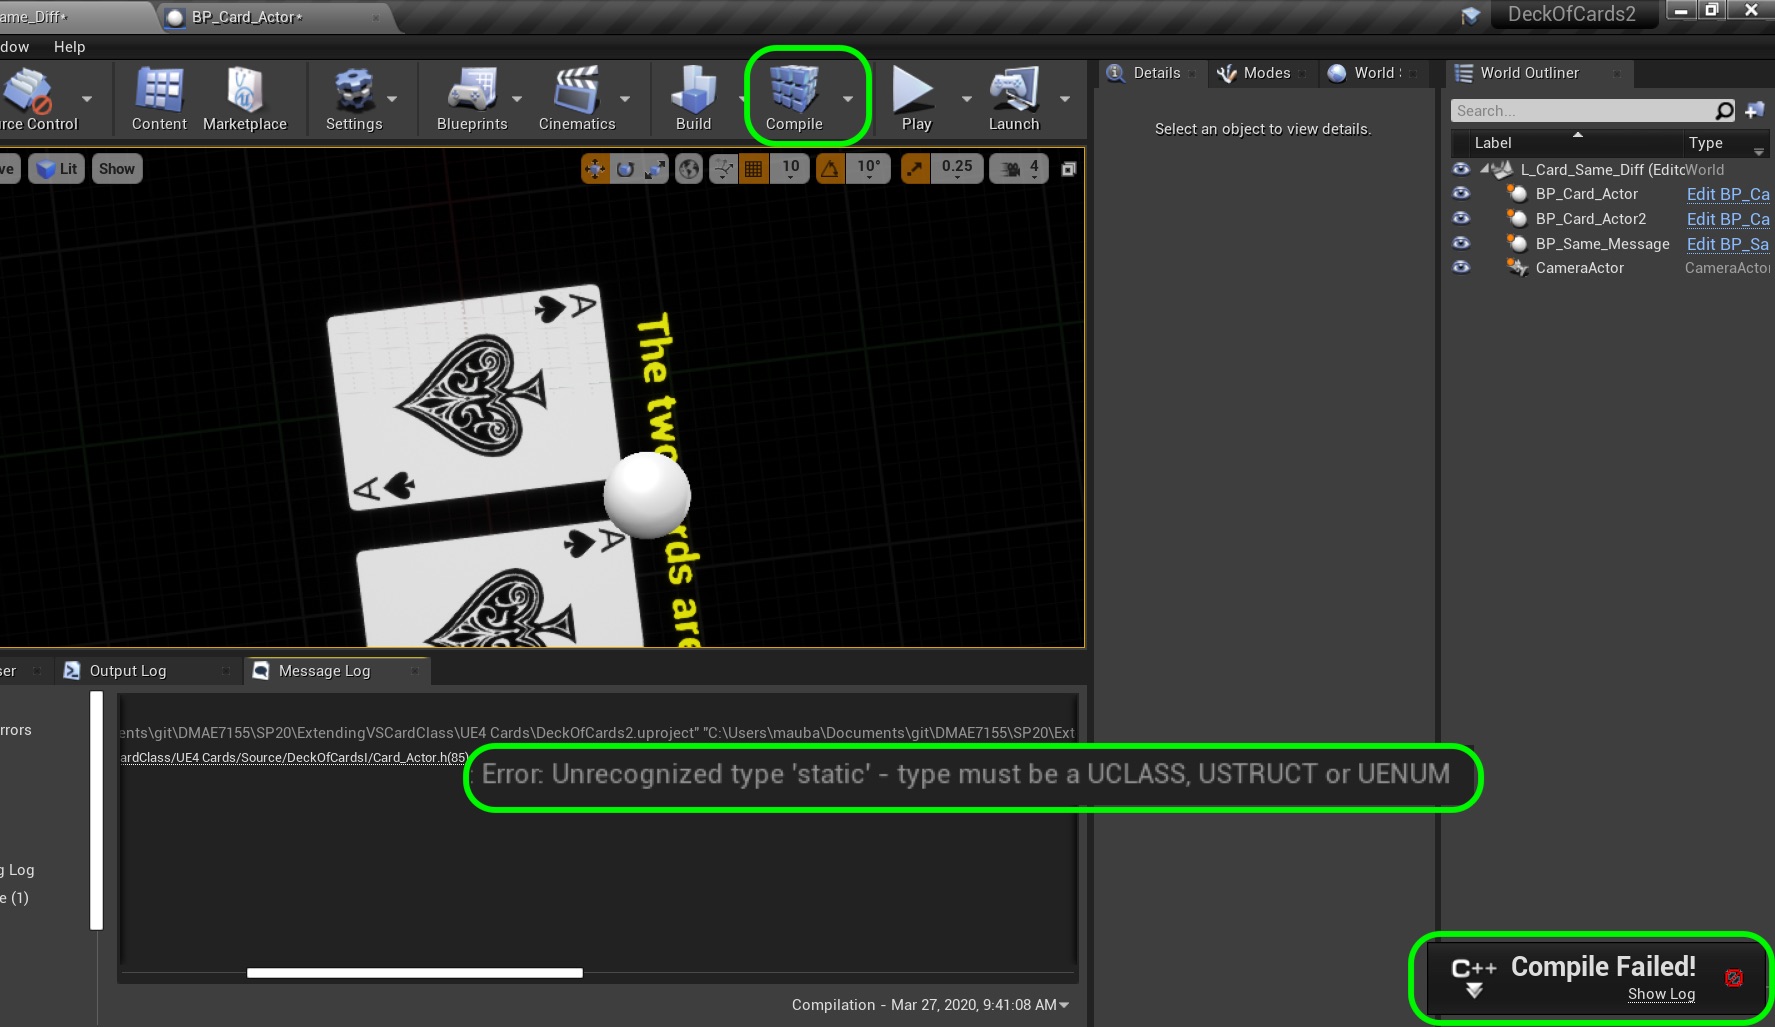 ame_Diff*
BP_Card_Actor*
DeckOfCards2
dow Help
rce Control
Content
Marketplace
Settings
Blueprints
Cinematics
Build
Compile
Play
Launch
ve
Lit
Show
10
10°
0.25
4
A
A
A
The two
rds are
Details
Modes
World
Select an object to view details.
World Outliner
Search...
Label
Type
L_Card_Same_Diff (Editc
World
BP_Card_Actor
Edit BP_Ca
BP_Card_Actor2
Edit BP_Ca
BP_Same_Message
Edit BP_Sa
CameraActor
CameraActo
ser
Output Log
Message Log
rrors
g Log
e (1)
ents\git\DMAE7155\SP20\ExtendingVSCardClass\UE4 Cards\DeckOfCards2.uproject" "C:\Users\mauba\Documents\git\DMAE7155\SP20\Ext
ardClass/UE4 Cards/Source/DeckOfCardsI/Card_Actor.h(85)
: Error: Unrecognized type 'static' - type must be a UCLASS, USTRUCT or UENUM
Compilation - Mar 27, 2020, 9:41:08 AM
C++
Compile Failed!
Show Log